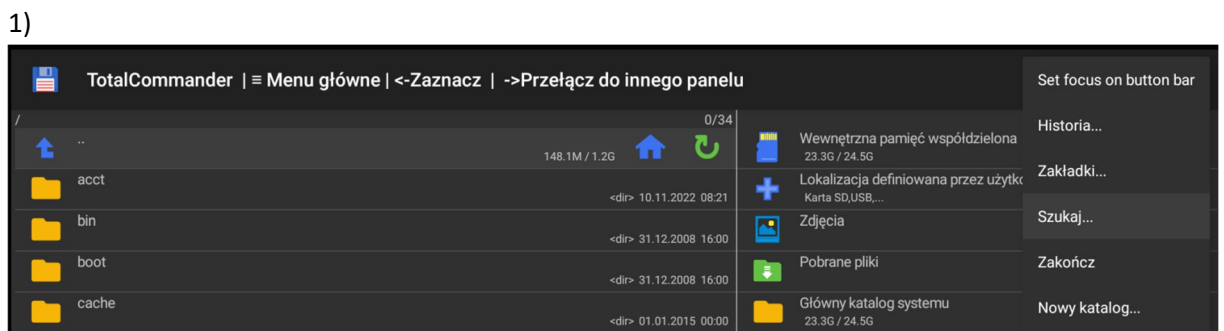 1)
TotalCommander | ≡ Menu główne | <-Zaznacz | ->Przełącz do innego panelu
/ 0/34
..
148.1M / 1.2G
acct
<dir> 10.11.2022 08:21
bin
<dir> 31.12.2008 16:00
boot
<dir> 31.12.2008 16:00
cache
<dir> 01.01.2015 00:00
Wewnętrzna pamięć współdzielona
23.3G / 24.5G
Lokalizacja definiowana przez użytko
Karta SD,USB,...
Zdjęcia
Pobrane pliki
Główny katalog systemu
23.3G / 24.5G
Set focus on button bar
Historia...
Zakładki...
Szukaj...
Zakończ
Nowy katalog...